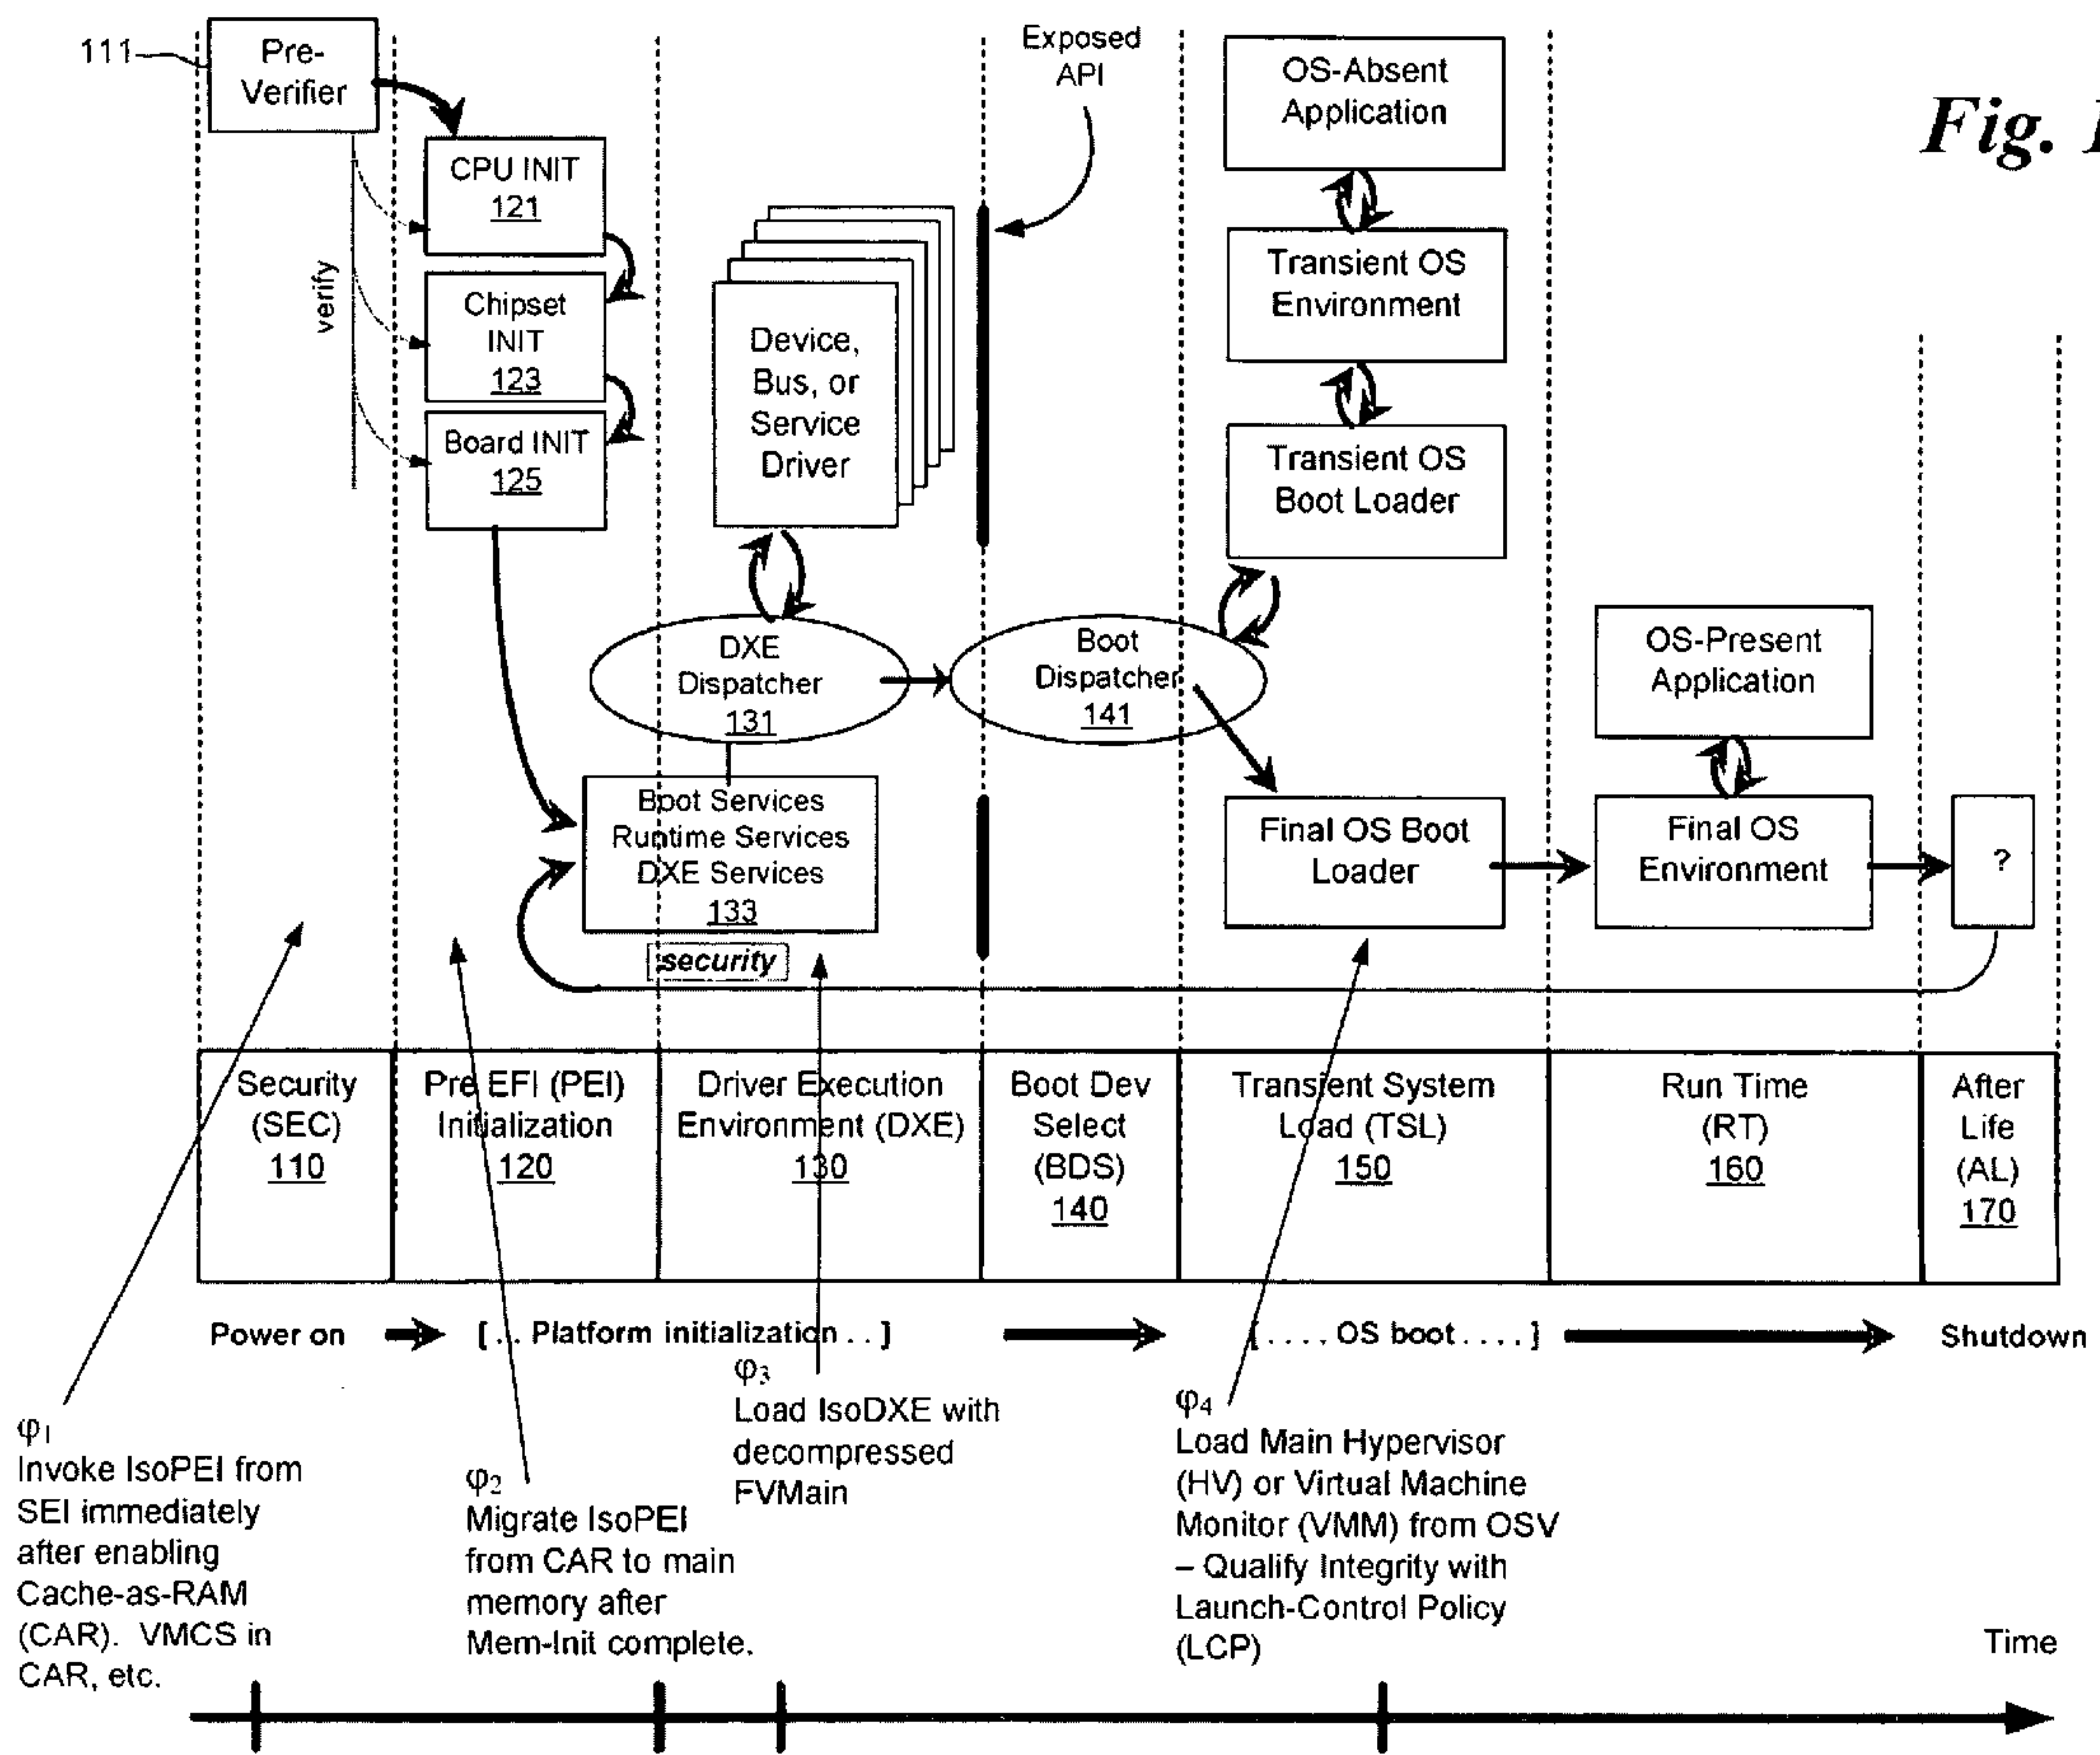 111
Pre-
Verifier
Exposed
API
OS-Absent
Application
Fig.
CPU INIT
121
verify
Chipset
INIT
123
Board INIT
125
Device,
Bus, or
Service
Driver
Transient OS
Environment
Transient OS
Boot Loader
DXE
Dispatcher
131
Boot
Dispatcher
141
OS-Present
Application
Boot Services
Runtime Services
DXE Services
133
security
Final OS Boot
Loader
Final OS
Environment
?
Security
(SEC)
110
Pre EFI (PEI)
Initialization
120
Driver Execution
Environment (DXE)
130
Boot Dev
Select
(BDS)
140
Transient System
Load (TSL)
150
Run Time
(RT)
160
After
Life
(AL)
170
Power on
[ . . Platform initialization . . ]
[ . . . . OS boot . . . . ]
Shutdown
φ1
Invoke IsoPEI from
SEI immediately
after enabling
Cache-as-RAM
(CAR). VMCS in
CAR, etc.
φ2
Migrate IsoPEI
from CAR to main
memory after
Mem-Init complete.
φ3
Load IsoDXE with
decompressed
FVMain
φ4
Load Main Hypervisor
(HV) or Virtual Machine
Monitor (VMM) from OSV
– Qualify Integrity with
Launch-Control Policy
(LCP)
Time